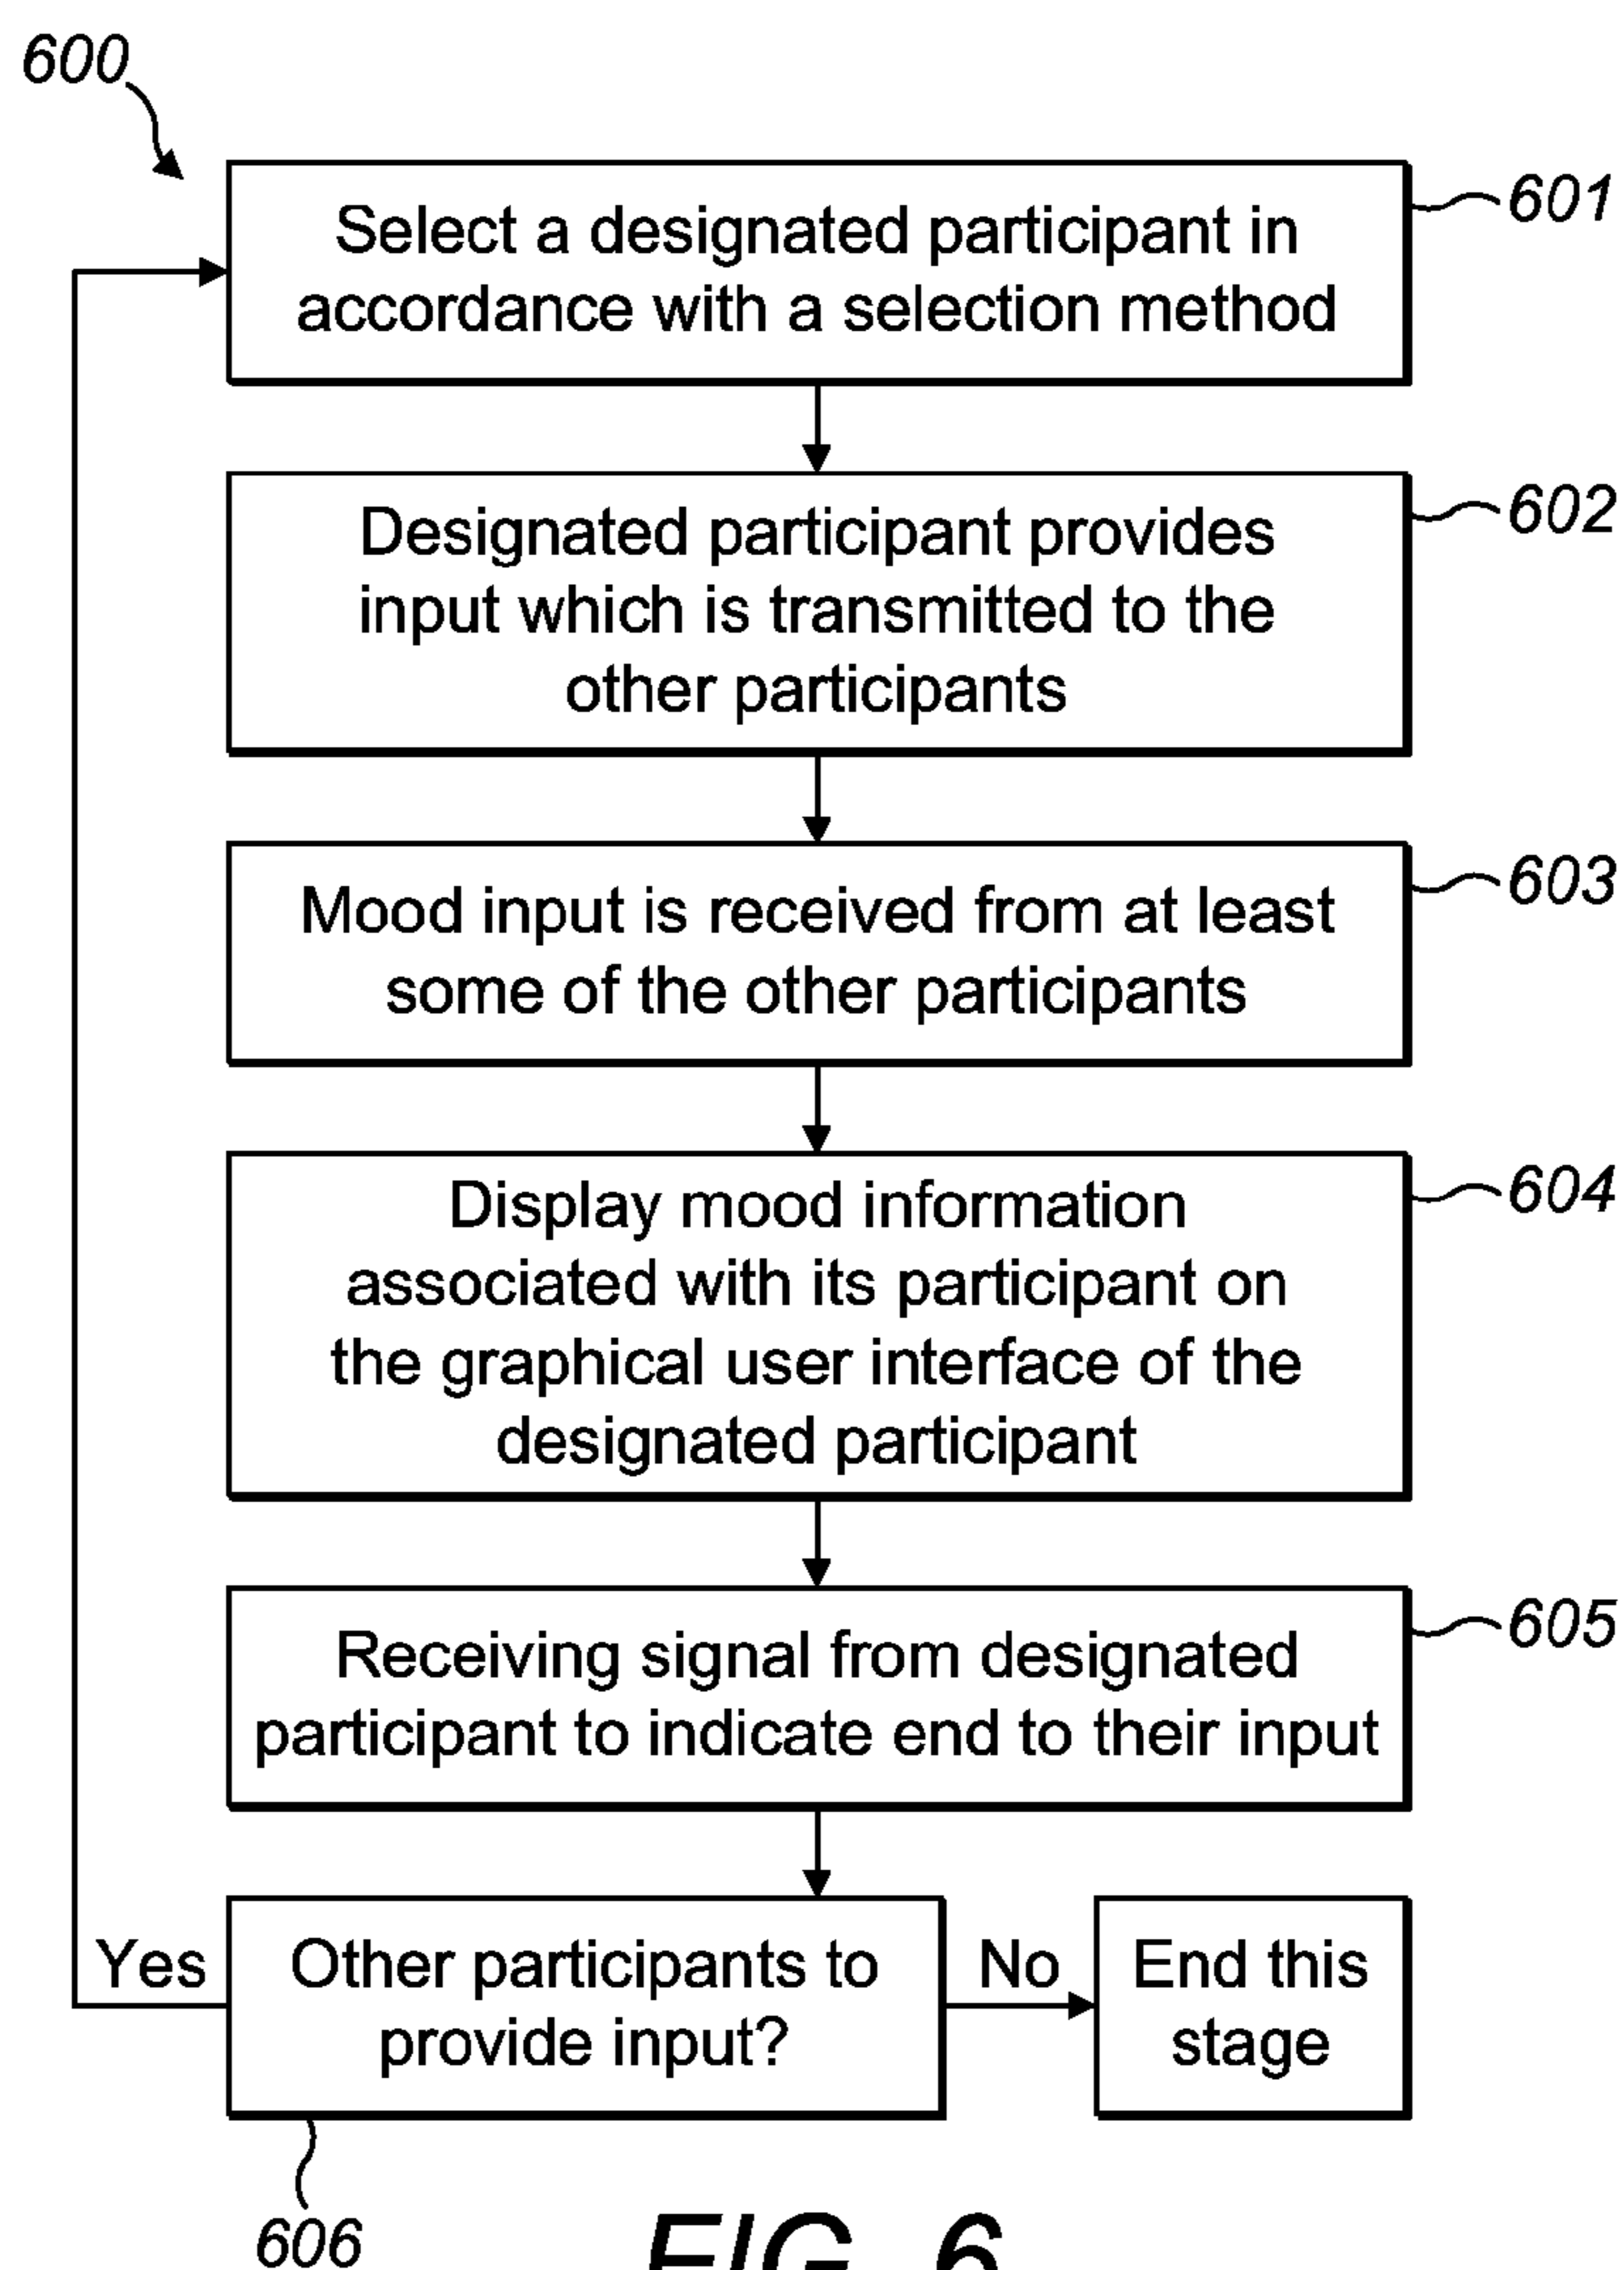 600
Select a designated participant in
accordance with a selection method
601
Designated participant provides
input which is transmitted to the
other participants
602
Mood input is received from at least
some of the other participants
603
Display mood information
associated with its participant on
the graphical user interface of the
designated participant
604
Receiving signal from designated
participant to indicate end to their input
605
Yes
Other participants to
provide input?
No
End this
stage
606
FIG. 6